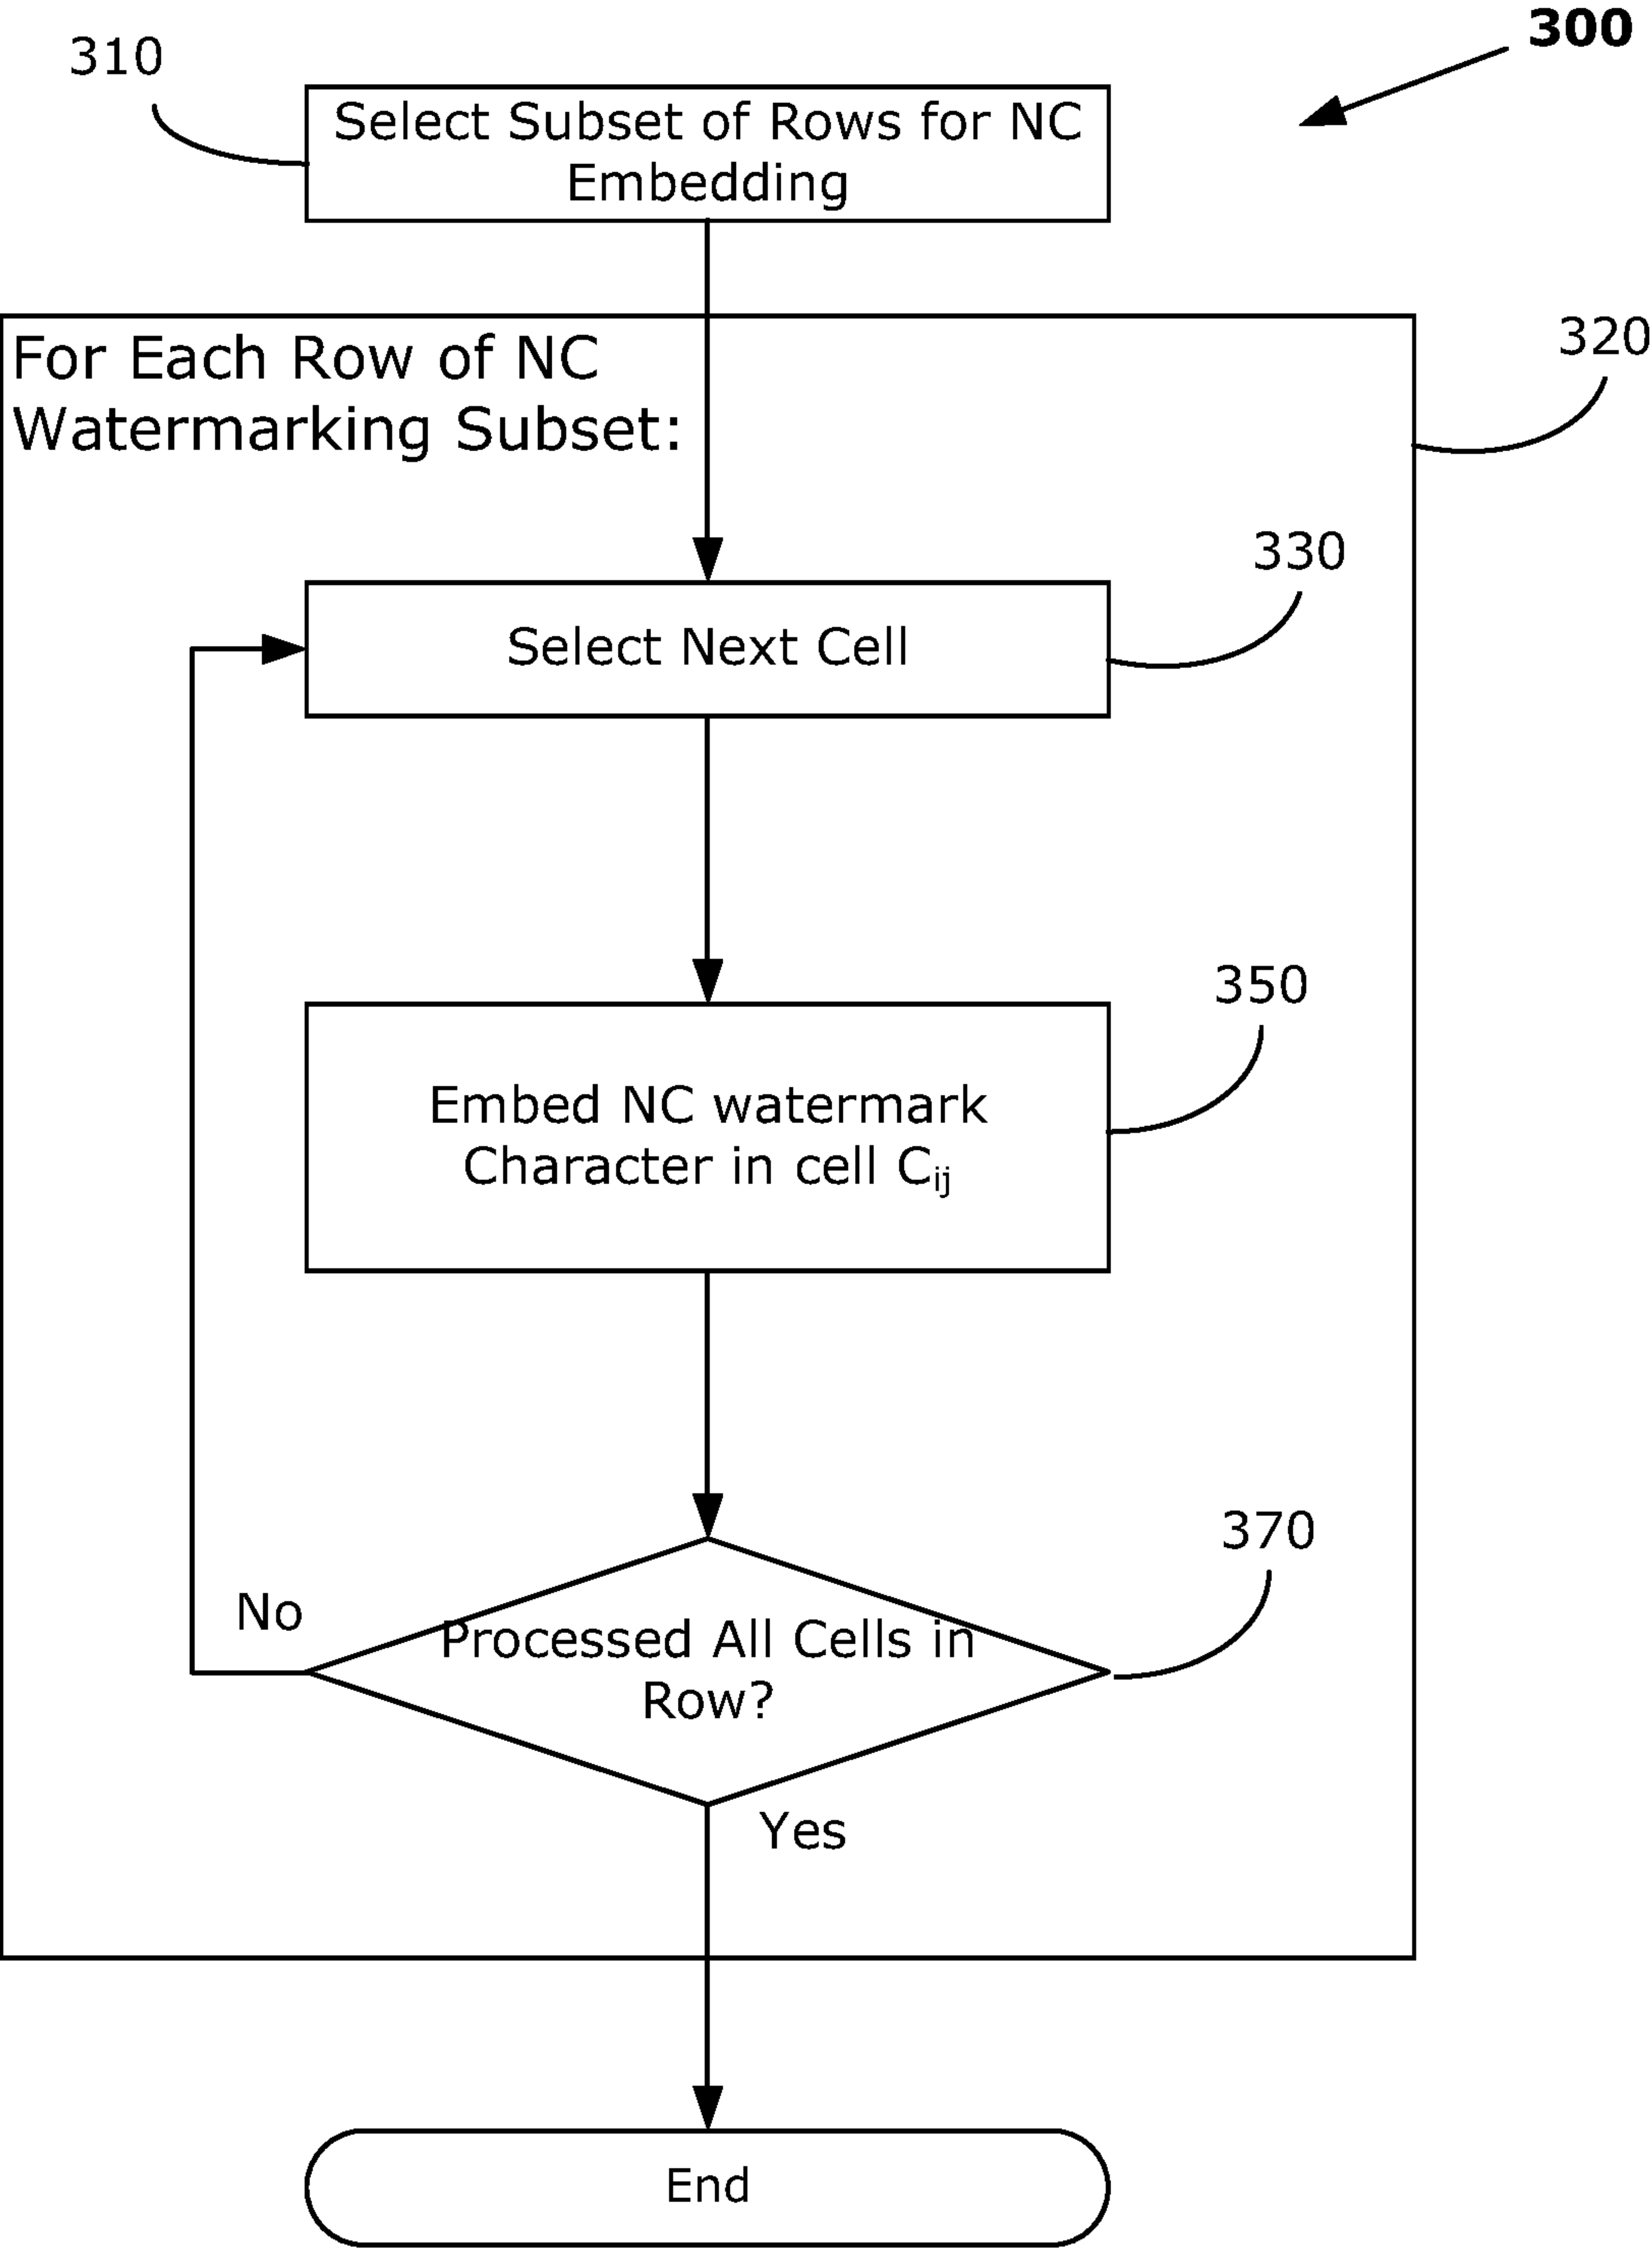 300
310
Select Subset of Rows for NC
Embedding
320
For Each Row of NC
Watermarking Subset:
330
Select Next Cell
350
Embed NC watermark
Character in cell Cij
370
No
Processed All Cells in
Row?
Yes
End